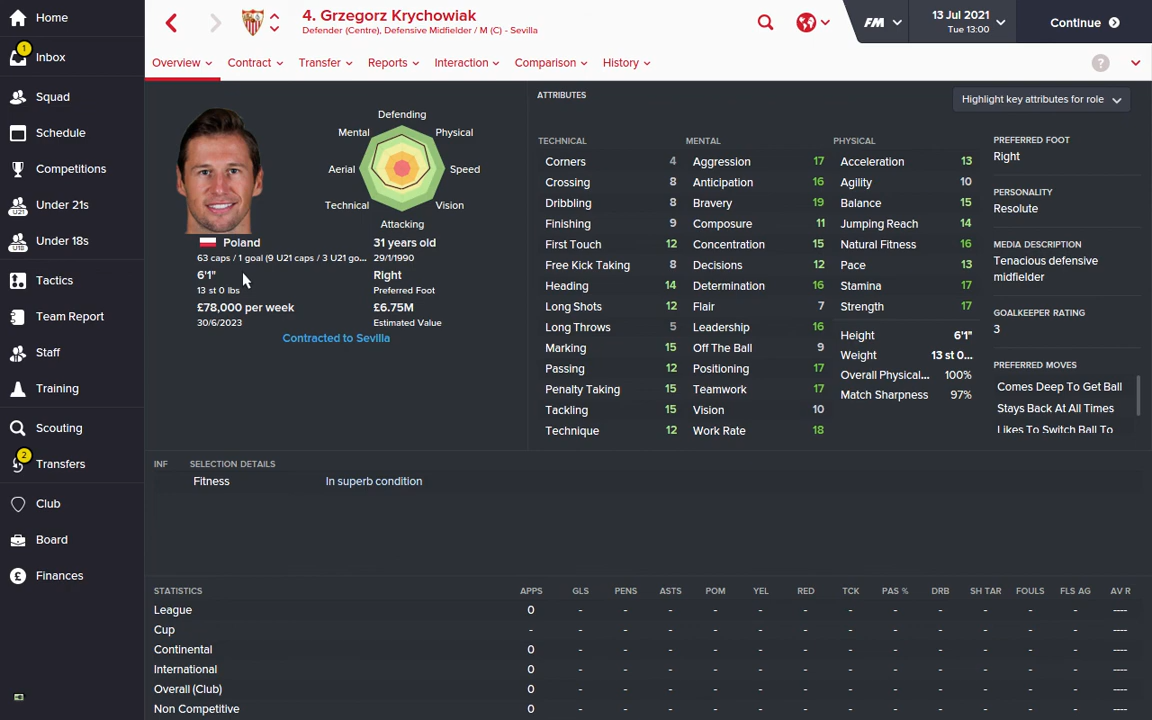 Home
1
Inbox
Squad
Schedule
Competitions
U21
Under 21s
U18
Under 18s
Tactics
Team Report
Staff
Training
Scouting
2
Transfers
Club
Board
Finances
4. Grzegorz Krychowiak
Defender (Centre), Defensive Midfielder / M (C) - Sevilla
FM
13 Jul 2021
Tue 13:00
Continue
Overview Contract Transfer Reports Interaction Comparison History
?
Defending
Mental Physical
Aerial Speed
Technical Vision
Attacking
Poland
63 caps / 1 goal (9 U21 caps / 3 U21 go...
31 years old
29/1/1990
6'1"
13 st 0 lbs
Right
Preferred Foot
£78,000 per week
30/6/2023
£6.75M
Estimated Value
Contracted to Sevilla
ATTRIBUTES
Highlight key attributes for role
TECHNICAL
Corners 4
Crossing 8
Dribbling 8
Finishing 9
First Touch 12
Free Kick Taking 8
Heading 14
Long Shots 12
Long Throws 5
Marking 15
Passing 12
Penalty Taking 15
Tackling 15
Technique 12
MENTAL
Aggression 17
Anticipation 16
Bravery 19
Composure 11
Concentration 15
Decisions 12
Determination 16
Flair 7
Leadership 16
Off The Ball 9
Positioning 17
Teamwork 17
Vision 10
Work Rate 18
PHYSICAL
Acceleration 13
Agility 10
Balance 15
Jumping Reach 14
Natural Fitness 16
Pace 13
Stamina 17
Strength 17
Height 6'1"
Weight 13 st 0...
Overall Physical... 100%
Match Sharpness 97%
PREFERRED FOOT
Right
PERSONALITY
Resolute
MEDIA DESCRIPTION
Tenacious defensive
midfielder
GOALKEEPER RATING
3
PREFERRED MOVES
Comes Deep To Get Ball
Stays Back At All Times
Likes To Switch Ball To
INF SELECTION DETAILS
Fitness In superb condition
STATISTICS APPS GLS PENS ASTS POM YEL RED TCK PAS % DRB SH TAR FOULS FLS AG AV R
League 0 - - - - - - - - - - - - ----
Cup - - - - - - - - - - - - - ----
Continental 0 - - - - - - - - - - - - ----
International 0 - - - - - - - - - - - - ----
Overall (Club) 0 - - - - - - - - - - - - ----
Non Competitive 0 - - - - - - - - - - - - ----